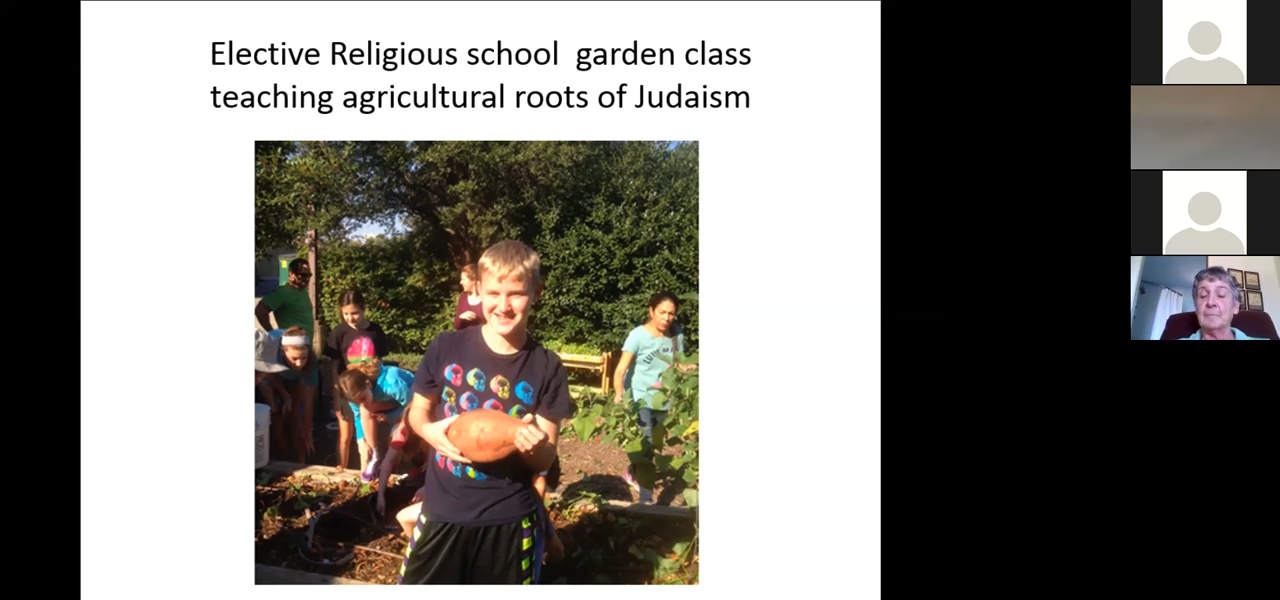 Elective Religious school  garden class
teaching agricultural roots of Judaism